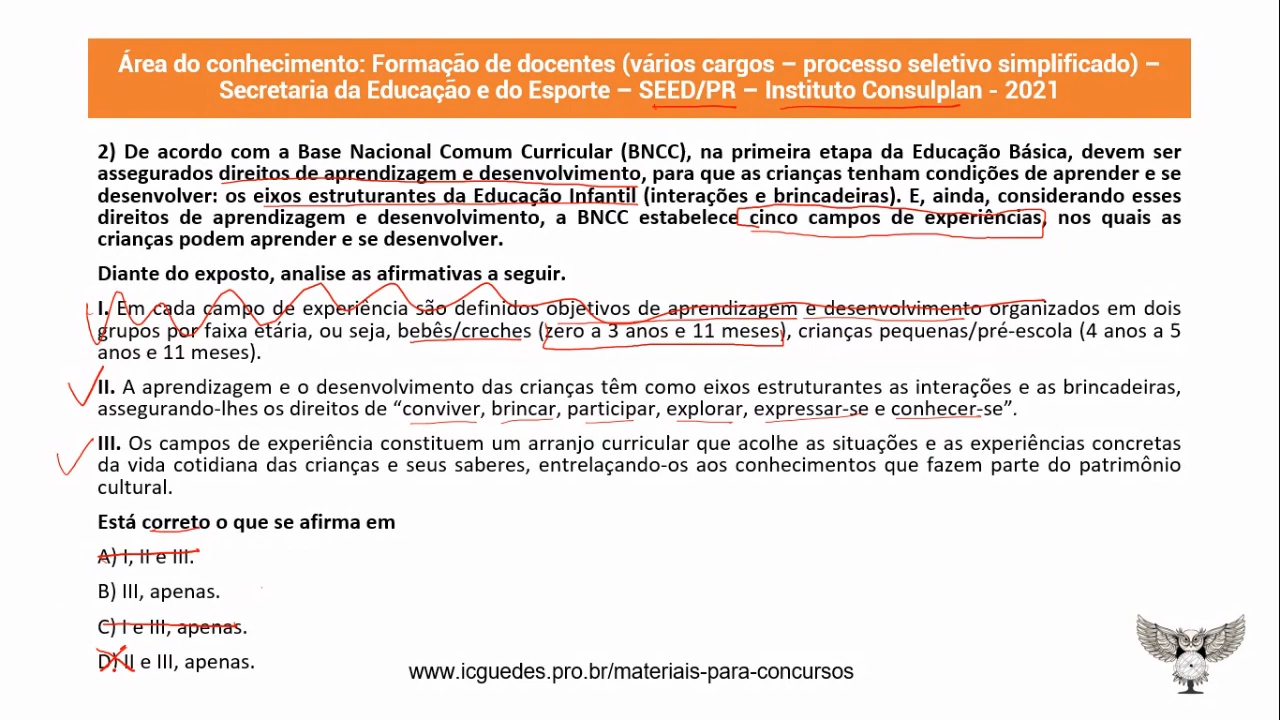 Área do conhecimento: Formação de docentes (vários cargos – processo seletivo simplificado) –
Secretaria da Educação e do Esporte – SEED/PR – Instituto Consulplan - 2021
2) De acordo com a Base Nacional Comum Curricular (BNCC), na primeira etapa da Educação Básica, devem ser
assegurados direitos de aprendizagem e desenvolvimento, para que as crianças tenham condições de aprender e se
desenvolver: os eixos estruturantes da Educação Infantil (interações e brincadeiras). E, ainda, considerando esses
direitos de aprendizagem e desenvolvimento, a BNCC estabelece cinco campos de experiências, nos quais as
crianças podem aprender e se desenvolver.
Diante do exposto, analise as afirmativas a seguir.
I. Em cada campo de experiência são definidos objetivos de aprendizagem e desenvolvimento organizados em dois
grupos por faixa etária, ou seja, bebês/creches (zero a 3 anos e 11 meses), crianças pequenas/pré-escola (4 anos a 5
anos e 11 meses).
II. A aprendizagem e o desenvolvimento das crianças têm como eixos estruturantes as interações e as brincadeiras,
assegurando-lhes os direitos de “conviver, brincar, participar, explorar, expressar-se e conhecer-se”.
III. Os campos de experiência constituem um arranjo curricular que acolhe as situações e as experiências concretas
da vida cotidiana das crianças e seus saberes, entrelaçando-os aos conhecimentos que fazem parte do patrimônio
cultural.
Está correto o que se afirma em
A) I, II e III.
B) III, apenas.
C) I e III, apenas.
D) II e III, apenas.
www.icguedes.pro.br/materiais-para-concursos